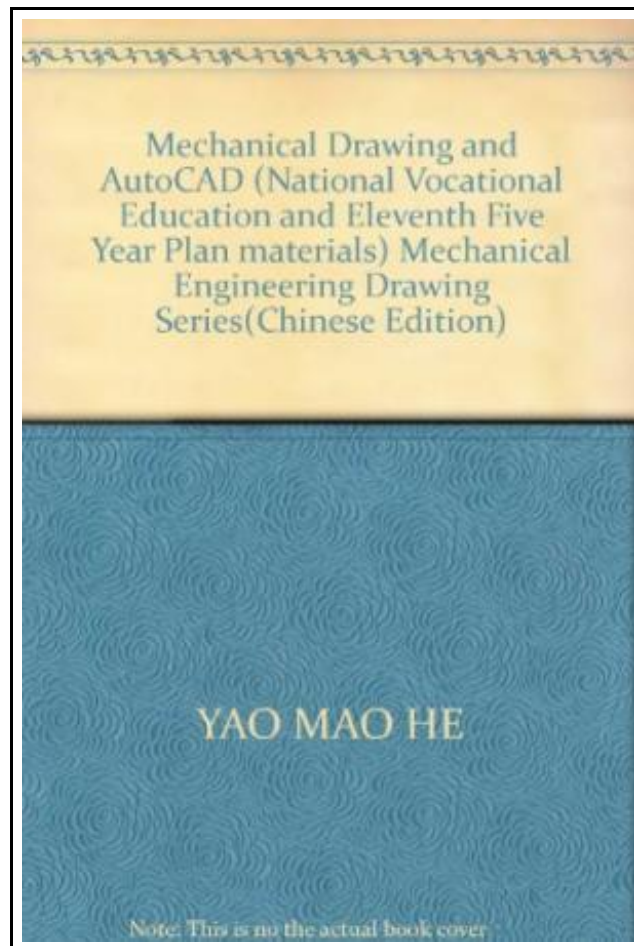 Mechanical Drawing and
AutoCAD (National Vocational
Education and Eleventh Five
Year Plan materials) Mechanical
Engineering Drawing
Series(Chinese Edition)
YAO MAO HE
Note: This is no the actual book cover